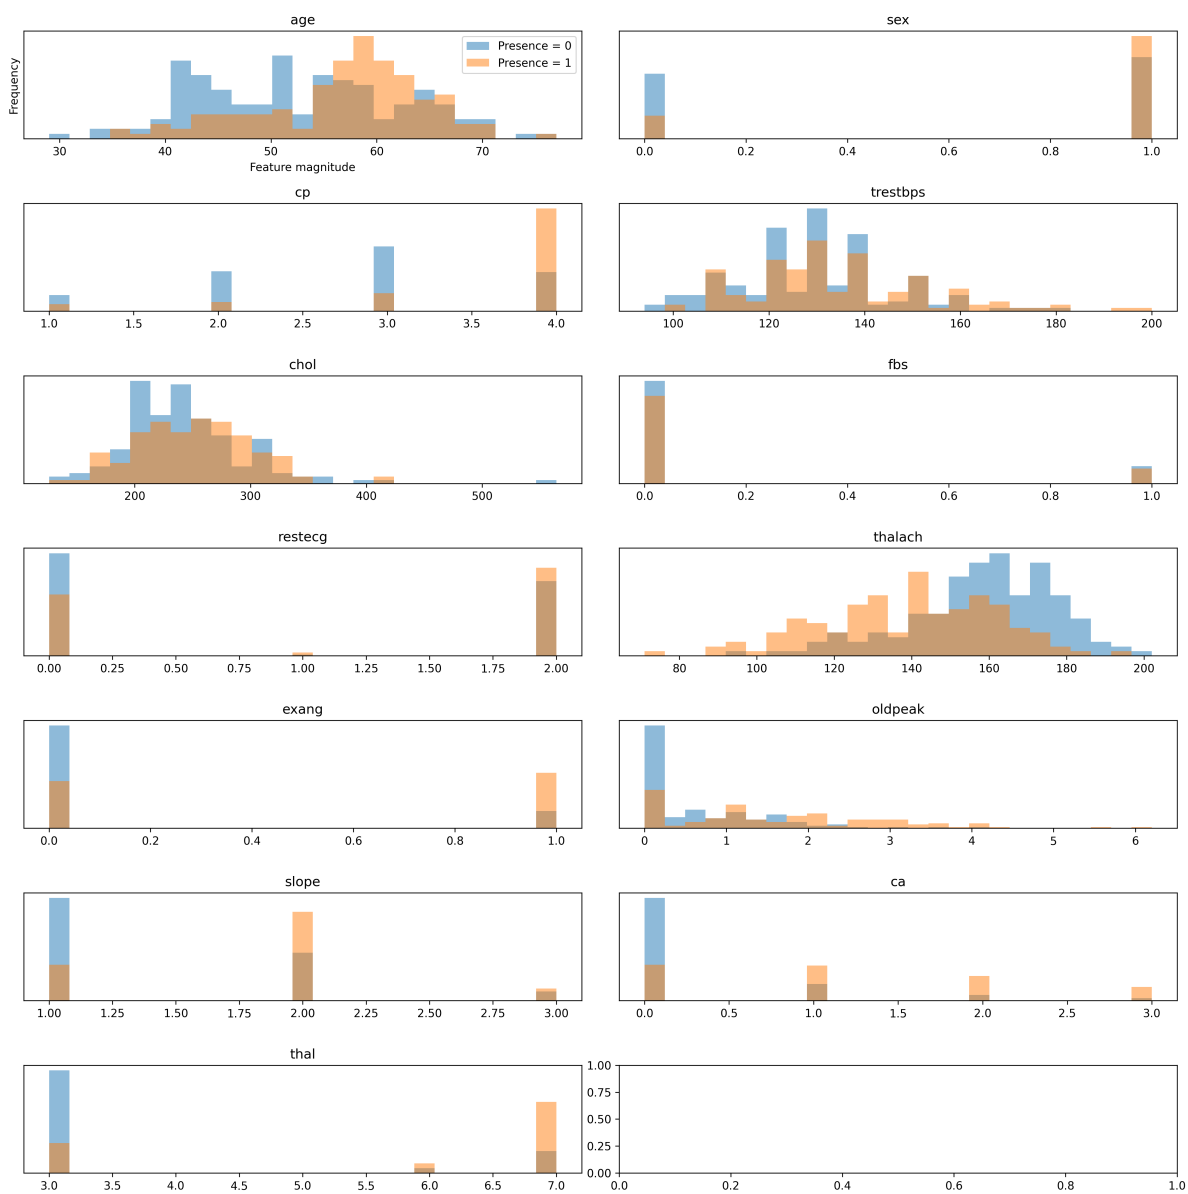 age
Frequency
Presence = 0
Presence = 1
30 40 50 60 70
Feature magnitude
sex
0.0 0.2 0.4 0.6 0.8 1.0
cp
1.0 1.5 2.0 2.5 3.0 3.5 4.0
trestbps
100 120 140 160 180 200
chol
200 300 400 500
fbs
0.0 0.2 0.4 0.6 0.8 1.0
restecg
0.00 0.25 0.50 0.75 1.00 1.25 1.50 1.75 2.00
thalach
80 100 120 140 160 180 200
exang
0.0 0.2 0.4 0.6 0.8 1.0
oldpeak
0 1 2 3 4 5 6
slope
1.00 1.25 1.50 1.75 2.00 2.25 2.50 2.75 3.00
ca
0.0 0.5 1.0 1.5 2.0 2.5 3.0
thal
3.0 3.5 4.0 4.5 5.0 5.5 6.0 6.5 7.0
1.00
0.75
0.50
0.25
0.00
0.0 0.2 0.4 0.6 0.8 1.0